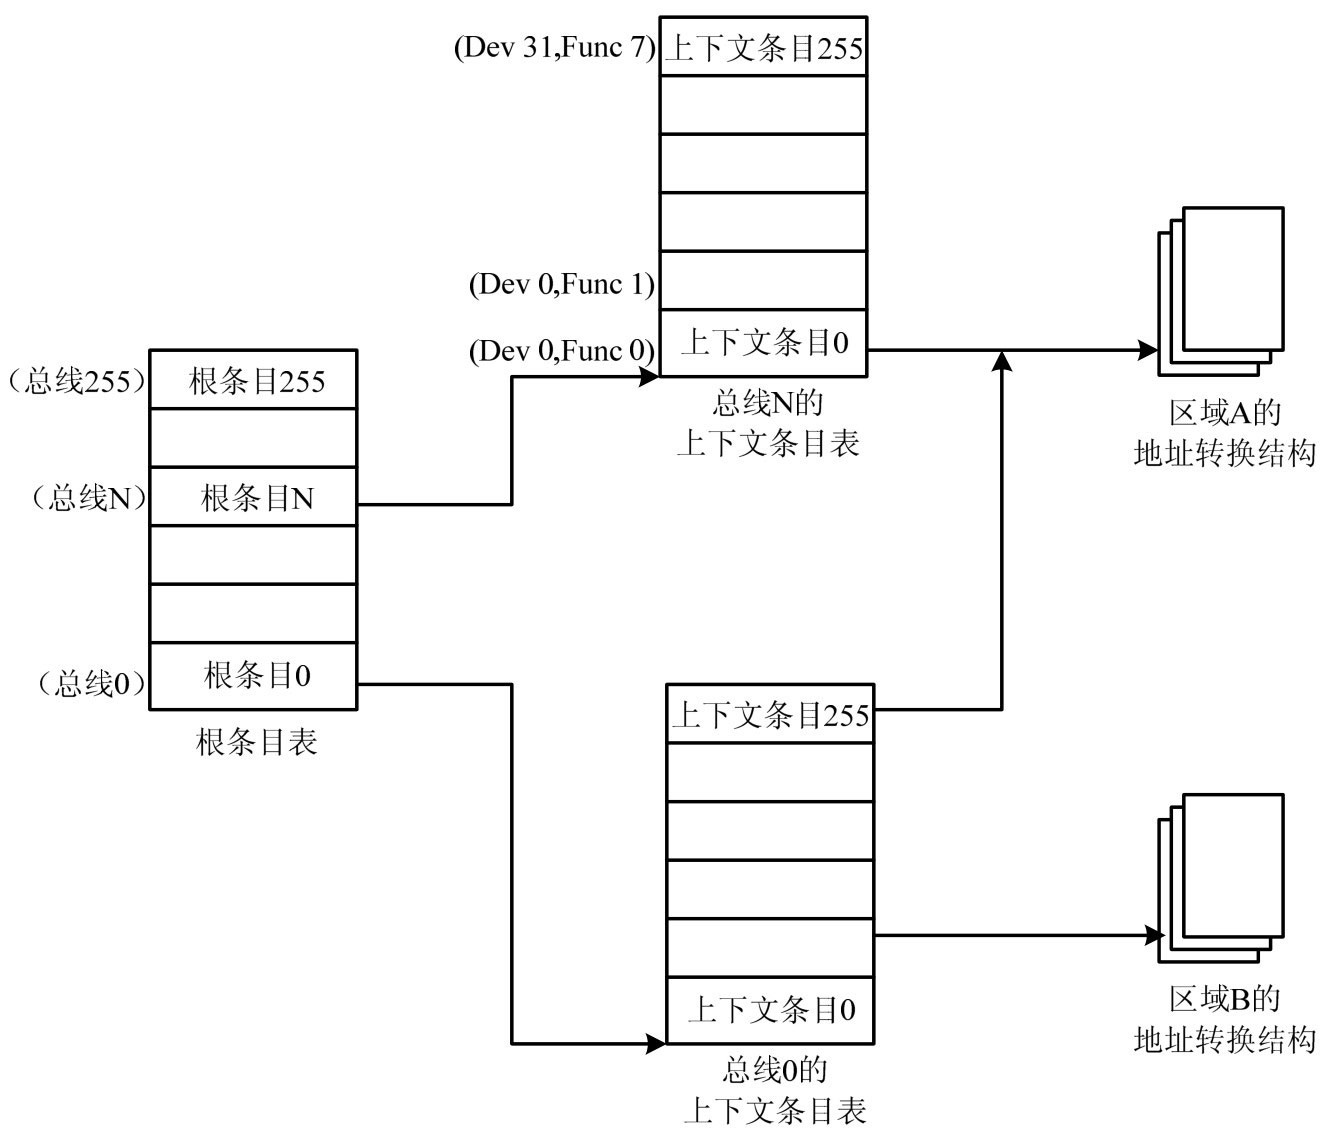 (Dev 31,Func 7)
上下文条目255
(Dev 0,Func 1)
(Dev 0,Func 0)
上下文条目0
总线N的
上下文条目表
区域A的
地址转换结构
（总线255）
根条目255
（总线N）
根条目N
（总线0）
根条目0
根条目表
上下文条目255
上下文条目0
总线0的
上下文条目表
区域B的
地址转换结构